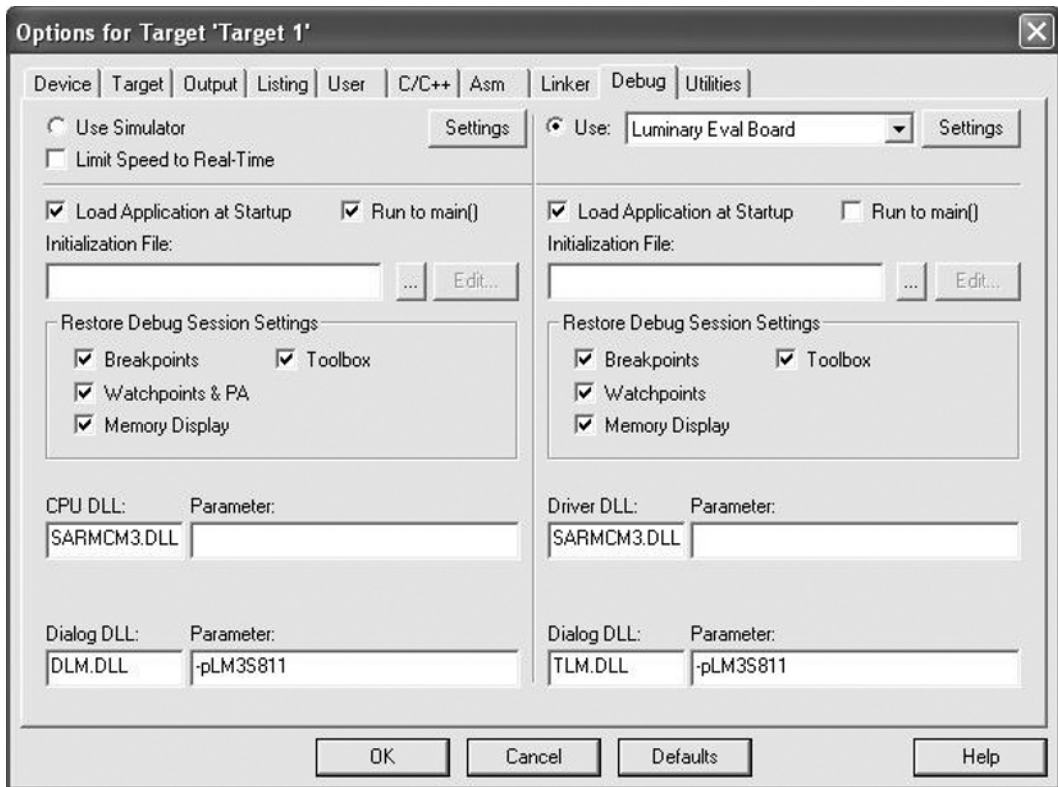 Options for Target 'Target 1'
Device Target Output Listing User C/C++ Asm Linker Debug Utilities
Use Simulator Settings Use: Luminary Eval Board Settings
Limit Speed to Real-Time
Load Application at Startup Run to main() Load Application at Startup Run to main()
Initialization File: Initialization File:
... Edit... ... Edit...
Restore Debug Session Settings Restore Debug Session Settings
Breakpoints Toolbox Breakpoints Toolbox
Watchpoints & PA Watchpoints
Memory Display Memory Display
CPU DLL: Parameter: Driver DLL: Parameter:
SARMCM3.DLL SARMCM3.DLL
Dialog DLL: Parameter: Dialog DLL: Parameter:
DLM.DLL -pLM3S811 TLM.DLL -pLM3S811
OK Cancel Defaults Help